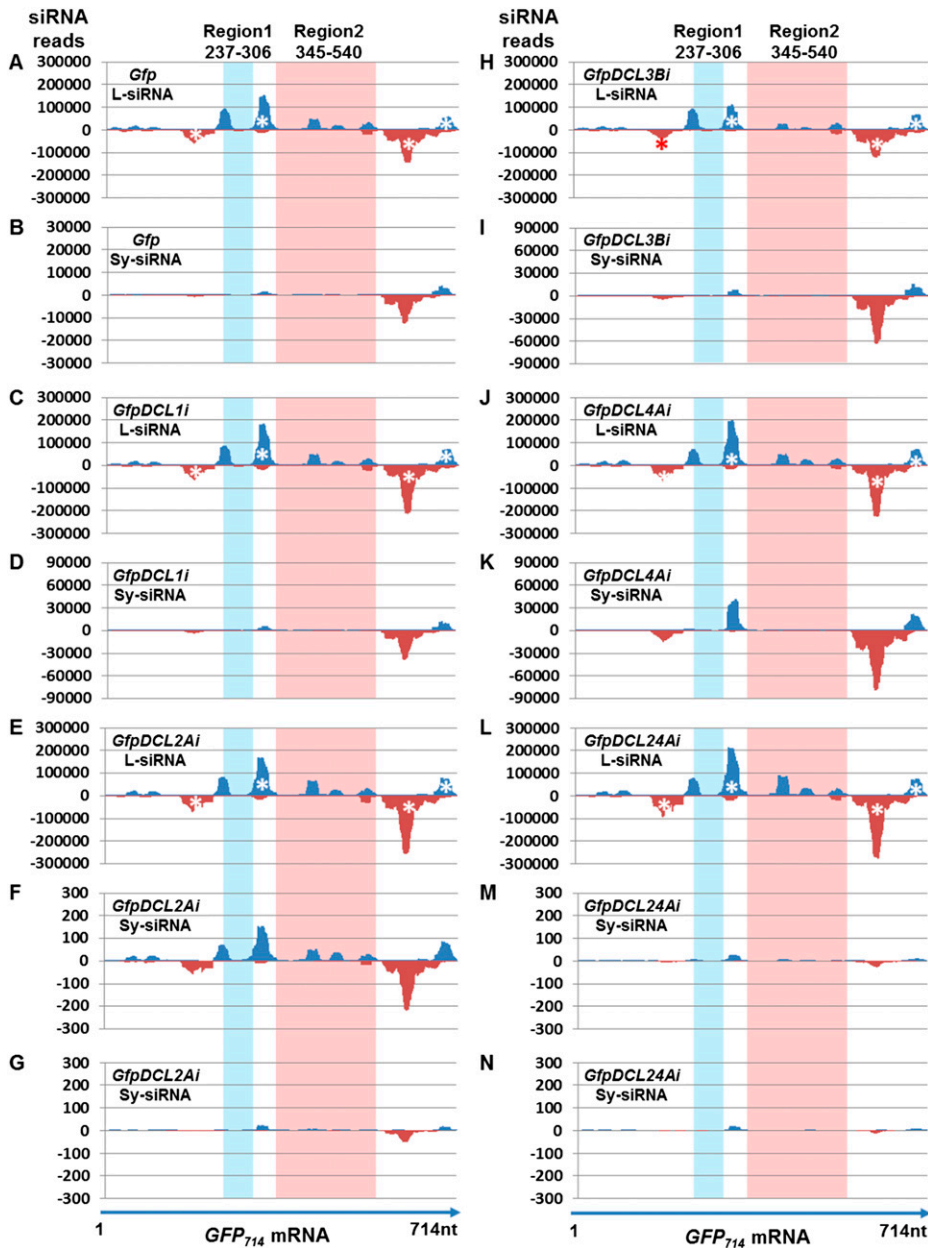 siRNA
reads
Region1
237-306
Region2
345-540
A
300000
200000
100000
0
-100000
-200000
-300000
Gfp
L-siRNA
*
*
*
*
B
30000
20000
10000
0
-10000
-20000
-30000
Gfp
Sy-siRNA
C
300000
200000
100000
0
-100000
-200000
-300000
GfpDCL1i
L-siRNA
*
*
*
*
D
90000
60000
30000
0
-30000
-60000
-90000
GfpDCL1i
Sy-siRNA
E
300000
200000
100000
0
-100000
-200000
-300000
GfpDCL2Ai
L-siRNA
*
*
*
*
F
300
200
100
0
-100
-200
-300
GfpDCL2Ai
Sy-siRNA
G
300
200
100
0
-100
-200
-300
GfpDCL2Ai
Sy-siRNA
1
GFP714 mRNA
714nt
siRNA
reads
Region1
237-306
Region2
345-540
H
300000
200000
100000
0
-100000
-200000
-300000
GfpDCL3Bi
L-siRNA
*
*
*
*
I
90000
60000
30000
0
-30000
-60000
-90000
GfpDCL3Bi
Sy-siRNA
J
300000
200000
100000
0
-100000
-200000
-300000
GfpDCL4Ai
L-siRNA
*
*
*
*
K
90000
60000
30000
0
-30000
-60000
-90000
GfpDCL4Ai
Sy-siRNA
L
300000
200000
100000
0
-100000
-200000
-300000
GfpDCL24Ai
L-siRNA
*
*
*
*
M
300
200
100
0
-100
-200
-300
GfpDCL24Ai
Sy-siRNA
N
300
200
100
0
-100
-200
-300
GfpDCL24Ai
Sy-siRNA
1
GFP714 mRNA
714nt